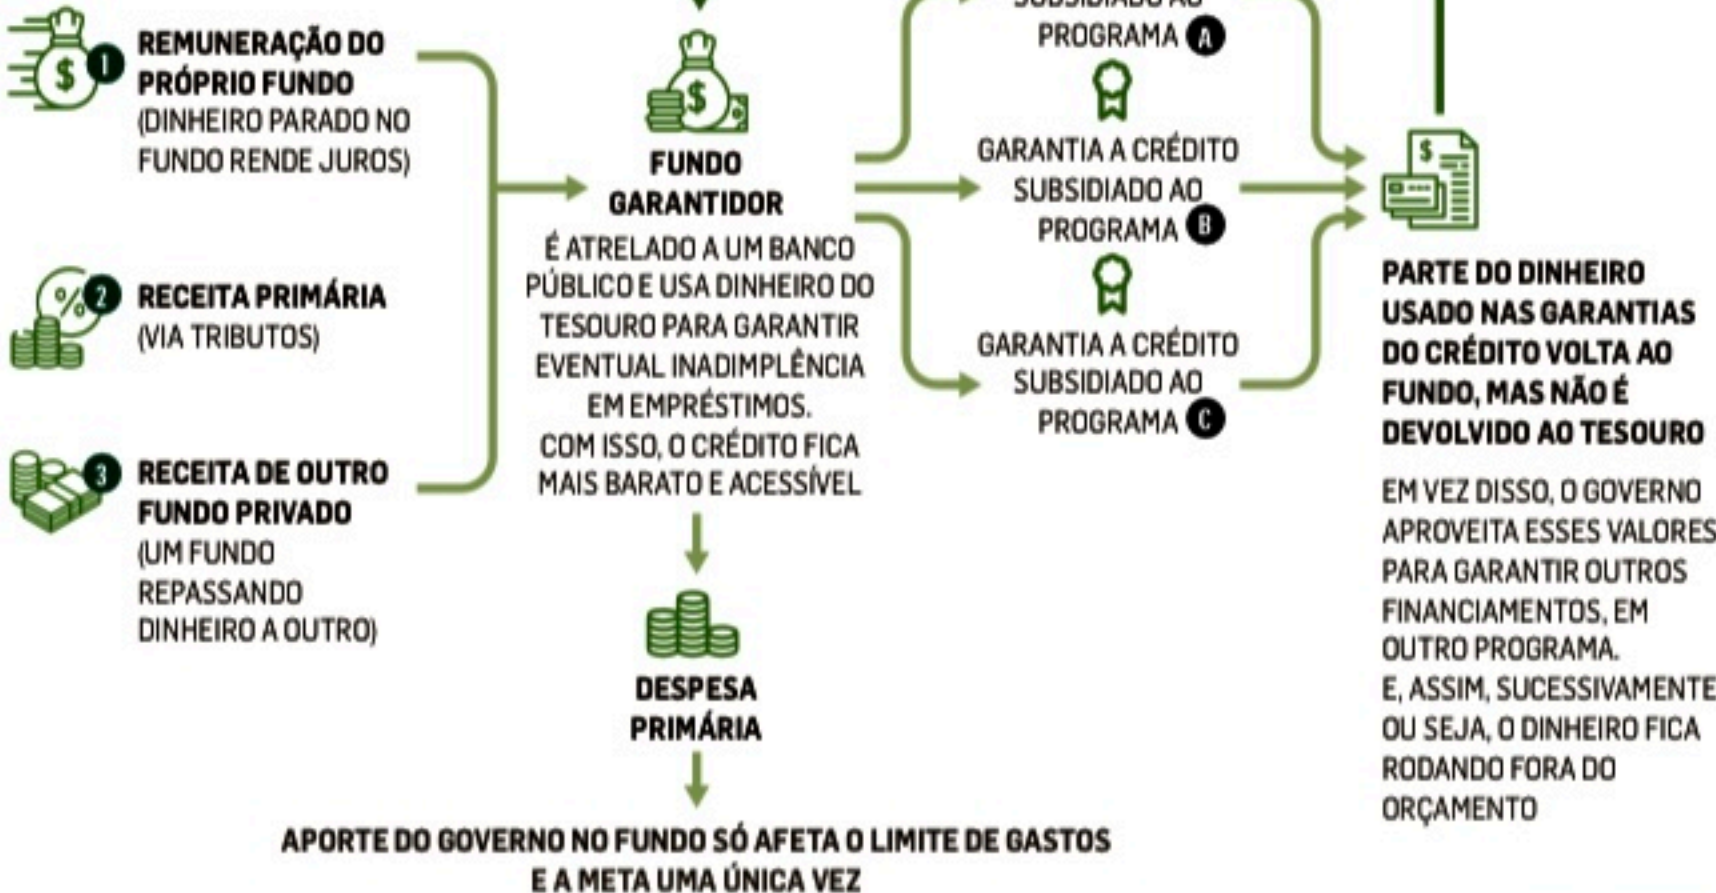 1
REMUNERAÇÃO DO
PRÓPRIO FUNDO
(DINHEIRO PARADO NO
FUNDO RENDE JUROS)
%
2
RECEITA PRIMÁRIA
(VIA TRIBUTOS)
3
RECEITA DE OUTRO
FUNDO PRIVADO
(UM FUNDO
REPASSANDO
DINHEIRO A OUTRO)
FUNDO
GARANTIDOR
É ATRELADO A UM BANCO
PÚBLICO E USA DINHEIRO DO
TESOURO PARA GARANTIR
EVENTUAL INADIMPLÊNCIA
EM EMPRÉSTIMOS.
COM ISSO, O CRÉDITO FICA
MAIS BARATO E ACESSÍVEL
DESPESA
PRIMÁRIA
APORTE DO GOVERNO NO FUNDO SÓ AFETA O LIMITE DE GASTOS
E A META UMA ÚNICA VEZ
SUBSIDIADO AO
PROGRAMA A
GARANTIA A CRÉDITO
SUBSIDIADO AO
PROGRAMA B
GARANTIA A CRÉDITO
SUBSIDIADO AO
PROGRAMA C
PARTE DO DINHEIRO
USADO NAS GARANTIAS
DO CRÉDITO VOLTA AO
FUNDO, MAS NÃO É
DEVOLVIDO AO TESOURO
EM VEZ DISSO, O GOVERNO
APROVEITA ESSES VALORES
PARA GARANTIR OUTROS
FINANCIAMENTOS, EM
OUTRO PROGRAMA.
E, ASSIM, SUCESSIVAMENTE
OU SEJA, O DINHEIRO FICA
RODANDO FORA DO
ORÇAMENTO